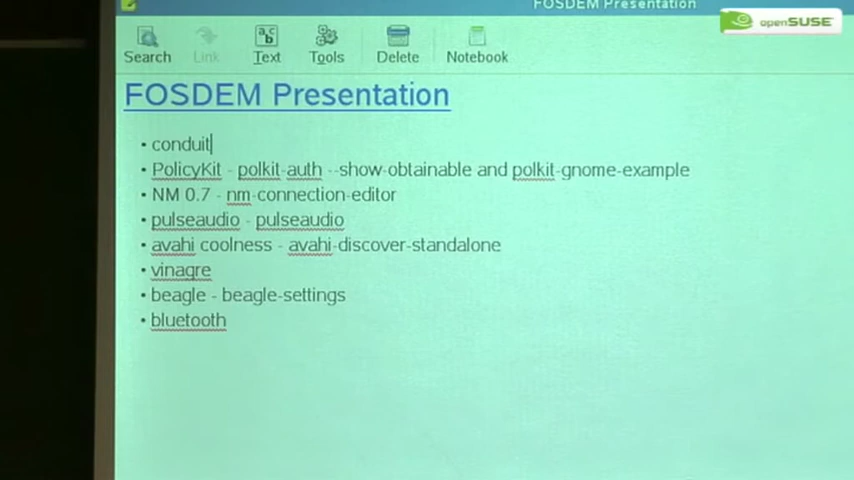 FOSDEM Presentation
openSUSE
Search Link Text Tools Delete Notebook
FOSDEM Presentation
• conduit
• PolicyKit - polkit-auth --show-obtainable and polkit-gnome-example
• NM 0.7 - nm-connection-editor
• pulseaudio - pulseaudio
• avahi coolness - avahi-discover-standalone
• vinagre
• beagle - beagle-settings
• bluetooth